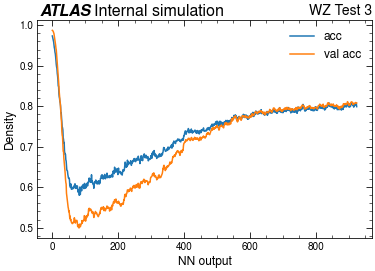 ATLAS Internal simulation WZ Test 3
acc
val acc
1.0
0.9
0.8
0.7
0.6
0.5
Density
0 200 400 600 800
NN output